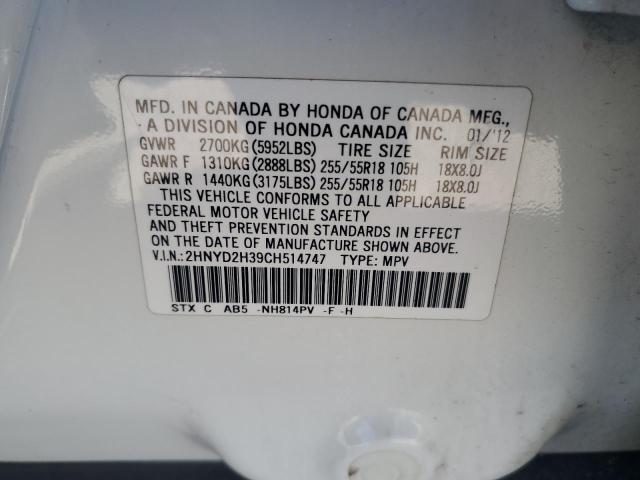 MFD. IN CANADA BY HONDA OF CANADA MFG.,
A DIVISION OF HONDA CANADA INC. 01/'12
GVWR 2700KG(5952LBS) TIRE SIZE RIM SIZE
GAWR F 1310KG(2888LBS) 255/55R18 105H 18X8.0J
GAWR R 1440KG(3175LBS) 255/55R18 105H 18X8.0J
THIS VEHICLE CONFORMS TO ALL APPLICABLE
FEDERAL MOTOR VEHICLE SAFETY
AND THEFT PREVENTION STANDARDS IN EFFECT
ON THE DATE OF MANUFACTURE SHOWN ABOVE.
V.I.N.:2HNYD2H39CH514747 TYPE: MPV
STX C AB5 -NH814PV -F -H